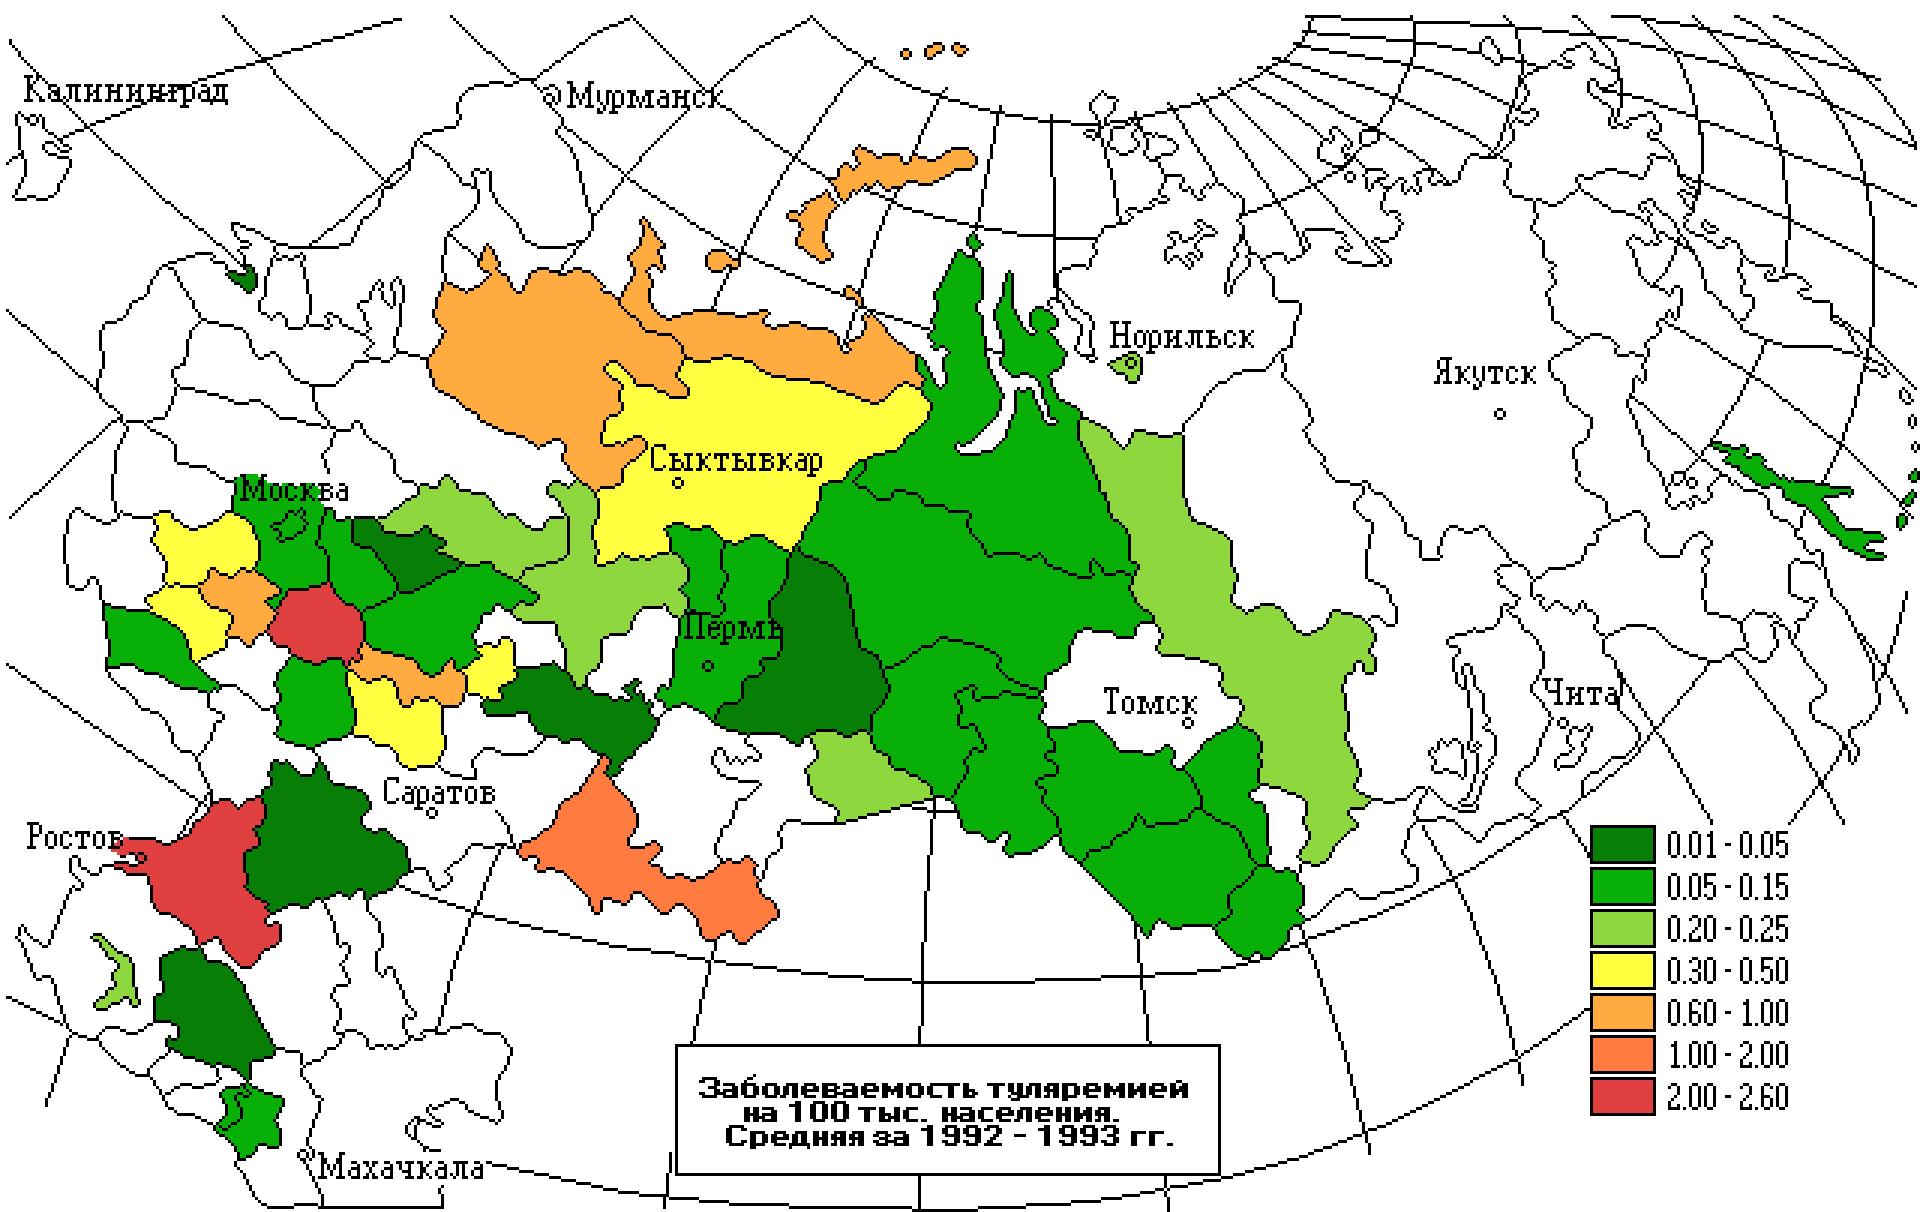 Калининград
Мурманск
Норильск
Якутск
Сыктывкар
Москва
Пермь
Томск
Чита
Саратов
Ростов
0.01 - 0.05
0.05 - 0.15
0.20 - 0.25
0.30 - 0.50
0.60 - 1.00
1.00 - 2.00
2.00 - 2.60
Заболеваемость туляремией
на 100 тыс. населения.
Средняя за 1992 - 1993 гг.
Махачкала